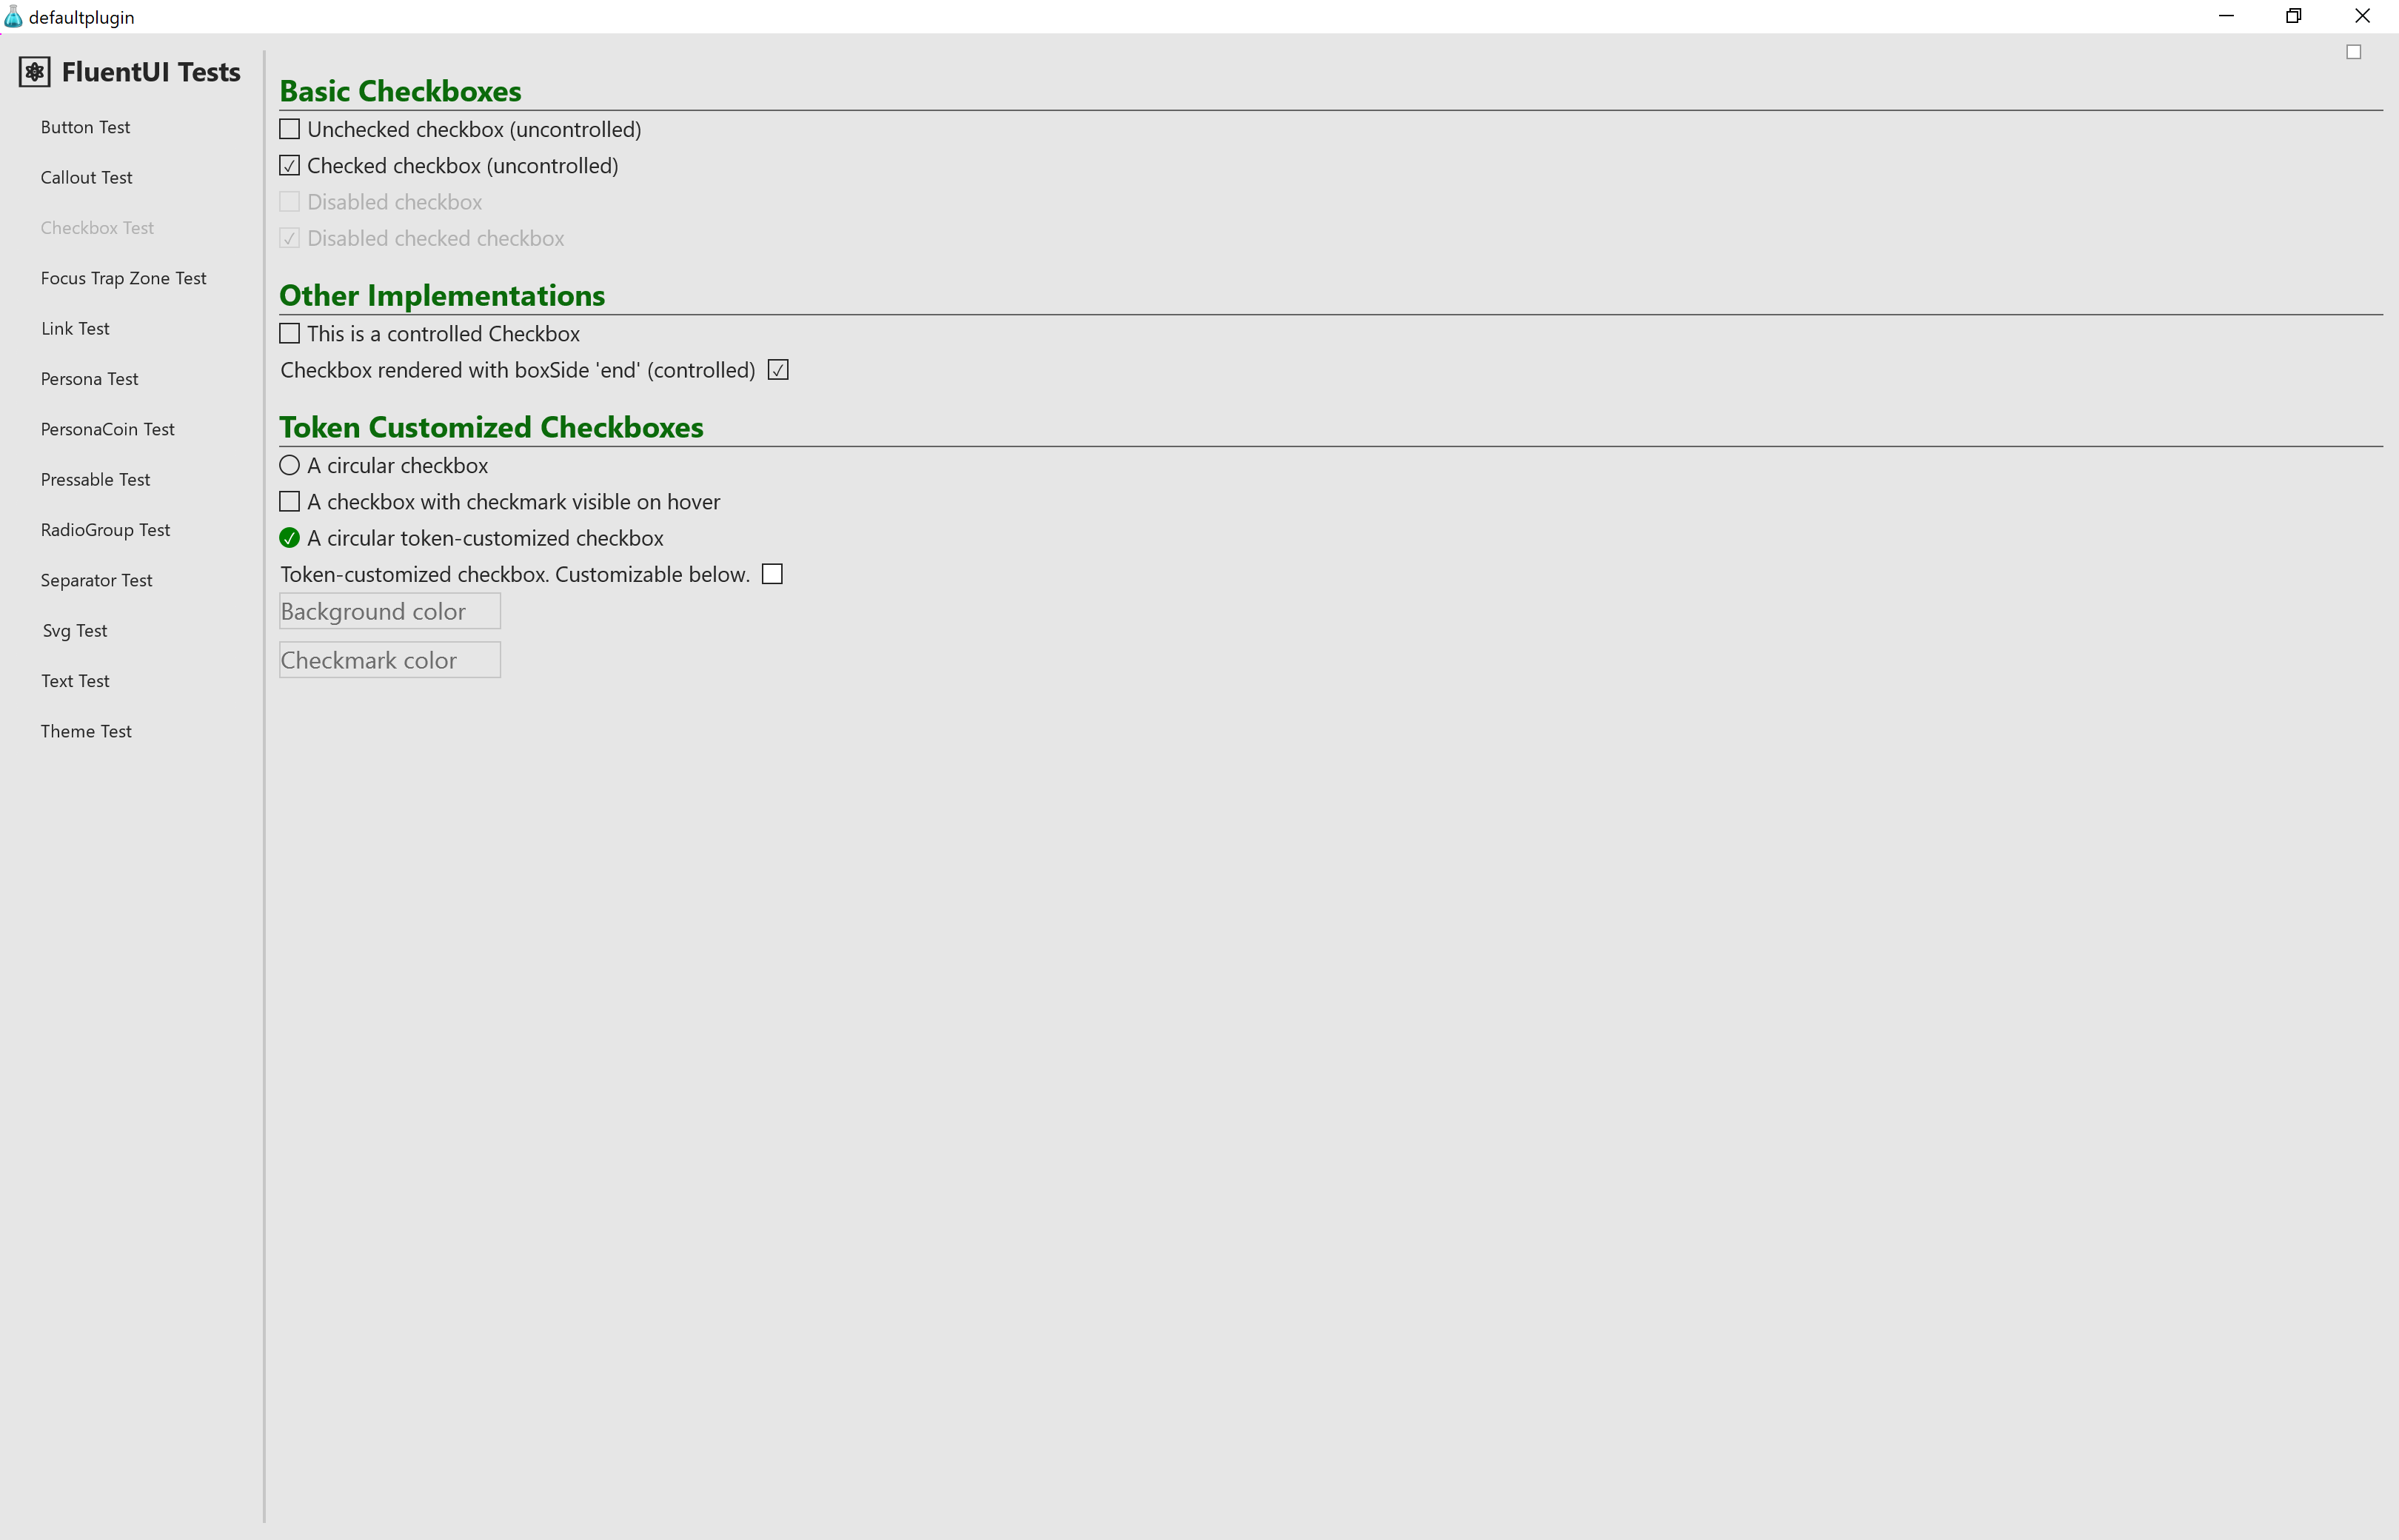 defaultplugin
FluentUI Tests
Button Test
Callout Test
Checkbox Test
Focus Trap Zone Test
Link Test
Persona Test
PersonaCoin Test
Pressable Test
RadioGroup Test
Separator Test
Svg Test
Text Test
Theme Test
Basic Checkboxes
Unchecked checkbox (uncontrolled)
Checked checkbox (uncontrolled)
Disabled checkbox
Disabled checked checkbox
Other Implementations
This is a controlled Checkbox
Checkbox rendered with boxSide 'end' (controlled)
Token Customized Checkboxes
A circular checkbox
A checkbox with checkmark visible on hover
A circular token-customized checkbox
Token-customized checkbox. Customizable below.
Background color
Checkmark color